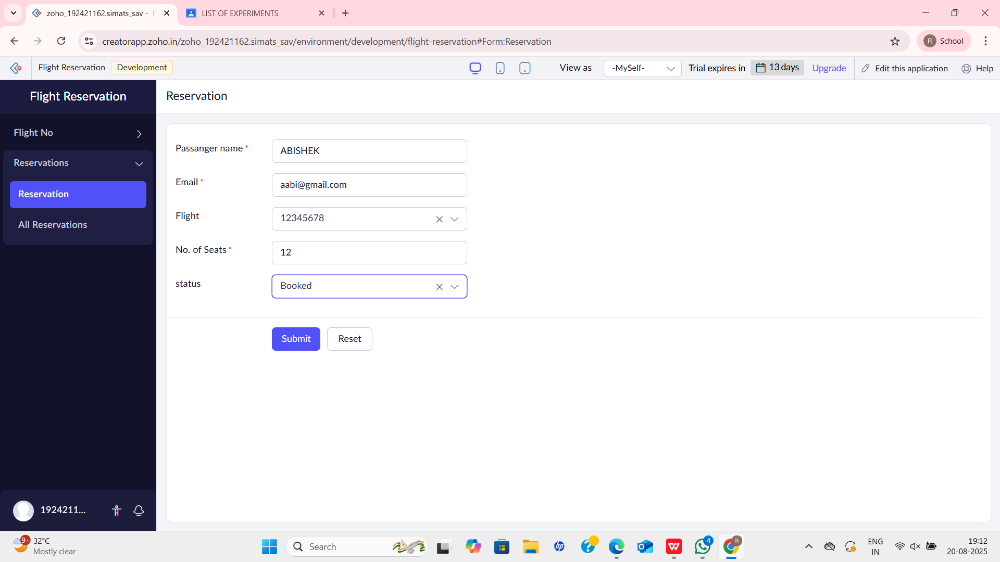 zoho_192421162.simats_sav -
LIST OF EXPERIMENTS
creatorapp.zoho.in/zoho_192421162.simats_sav/environment/development/flight-reservation#Form:Reservation
R School
Flight Reservation
Development
View as
-MySelf-
Trial expires in
13 days
Upgrade
Edit this application
Help
Flight Reservation
Flight No
Reservations
Reservation
All Reservations
1924211...
Reservation
Passanger name *
ABISHEK
Email *
aabi@gmail.com
Flight
12345678
No. of Seats *
12
status
Booked
Submit
Reset
9+
32°C
Mostly clear
Search
4
R
ENG
IN
19:12
20-08-2025